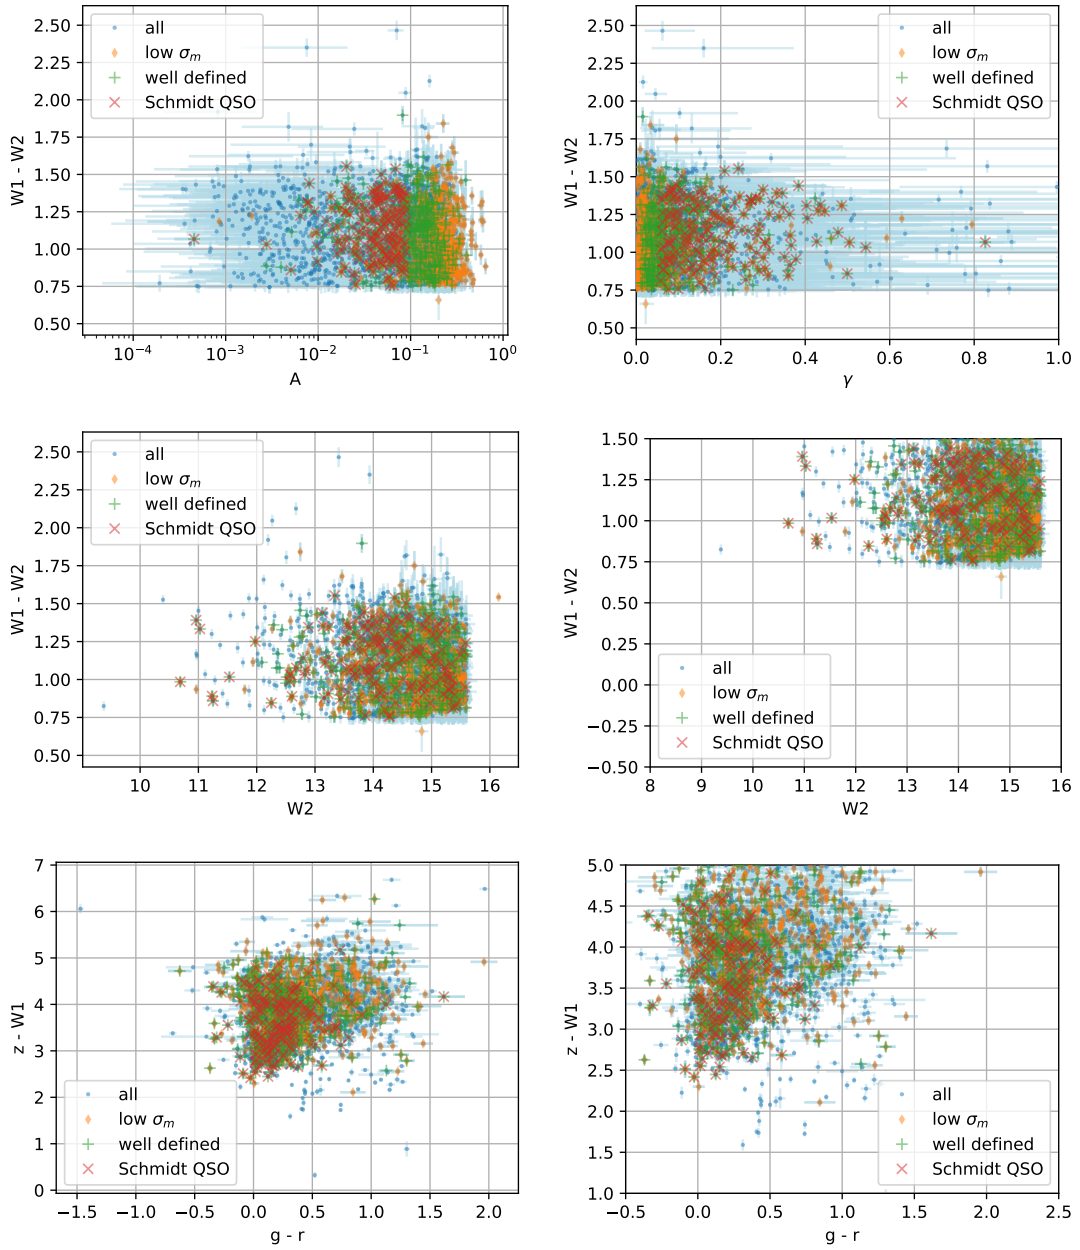 2.50
2.25
2.00
1.75
1.50
1.25
1.00
0.75
0.50
W1 - W2
all
low σm
well defined
Schmidt QSO
10−4 10−3 10−2 10−1 100
A
2.50
2.25
2.00
1.75
1.50
1.25
1.00
0.75
0.50
W1 - W2
all
low σm
well defined
Schmidt QSO
0.0 0.2 0.4 0.6 0.8 1.0
γ
2.50
2.25
2.00
1.75
1.50
1.25
1.00
0.75
0.50
W1 - W2
all
low σm
well defined
Schmidt QSO
10 11 12 13 14 15 16
W2
1.50
1.25
1.00
0.75
0.50
0.25
0.00
−0.25
−0.50
W1 - W2
all
low σm
well defined
Schmidt QSO
8 9 10 11 12 13 14 15 16
W2
7
6
5
4
3
2
1
0
z - W1
all
low σm
well defined
Schmidt QSO
−1.5 −1.0 −0.5 0.0 0.5 1.0 1.5 2.0
g - r
5.0
4.5
4.0
3.5
3.0
2.5
2.0
1.5
1.0
z - W1
all
low σm
well defined
Schmidt QSO
−0.5 0.0 0.5 1.0 1.5 2.0 2.5
g - r